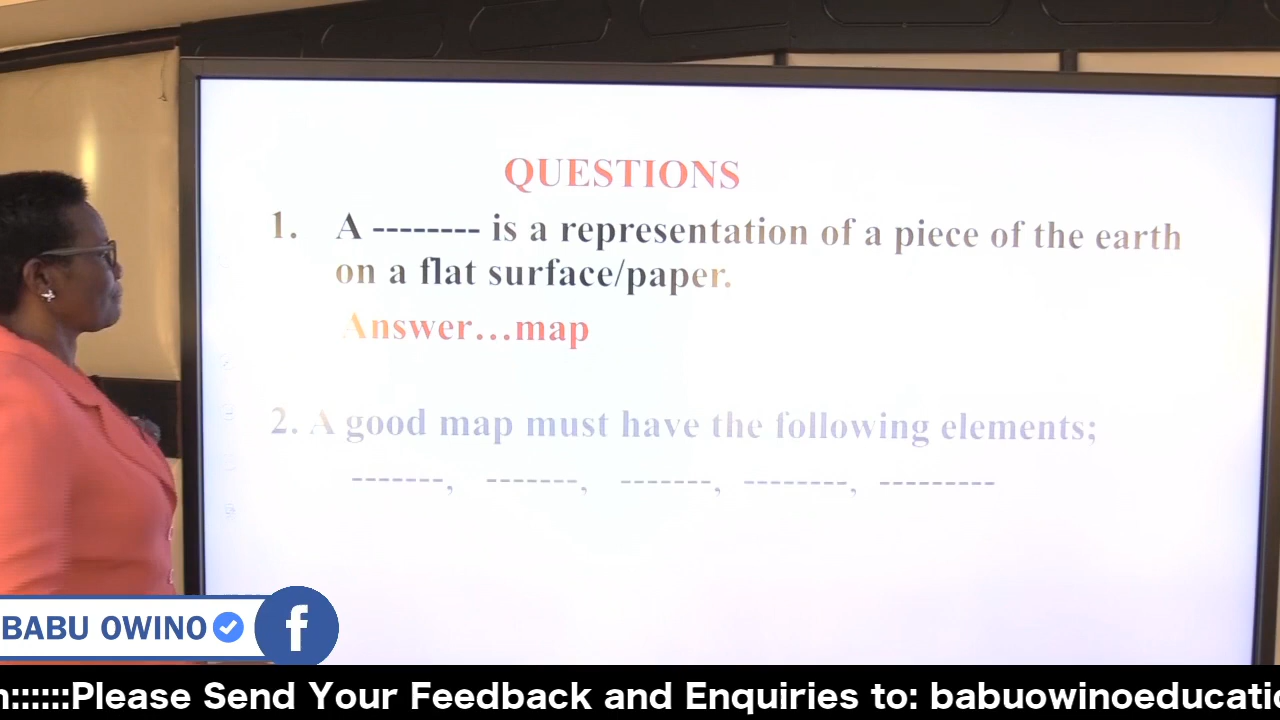 QUESTIONS
1. A -------- is a representation of a piece of the earth
on a flat surface/paper.
Answer...map
2. A good map must have the following elements;
-------, -------, -------, --------, ---------
BABU OWINO
f
n::::::Please Send Your Feedback and Enquiries to: babuowinoeducatio